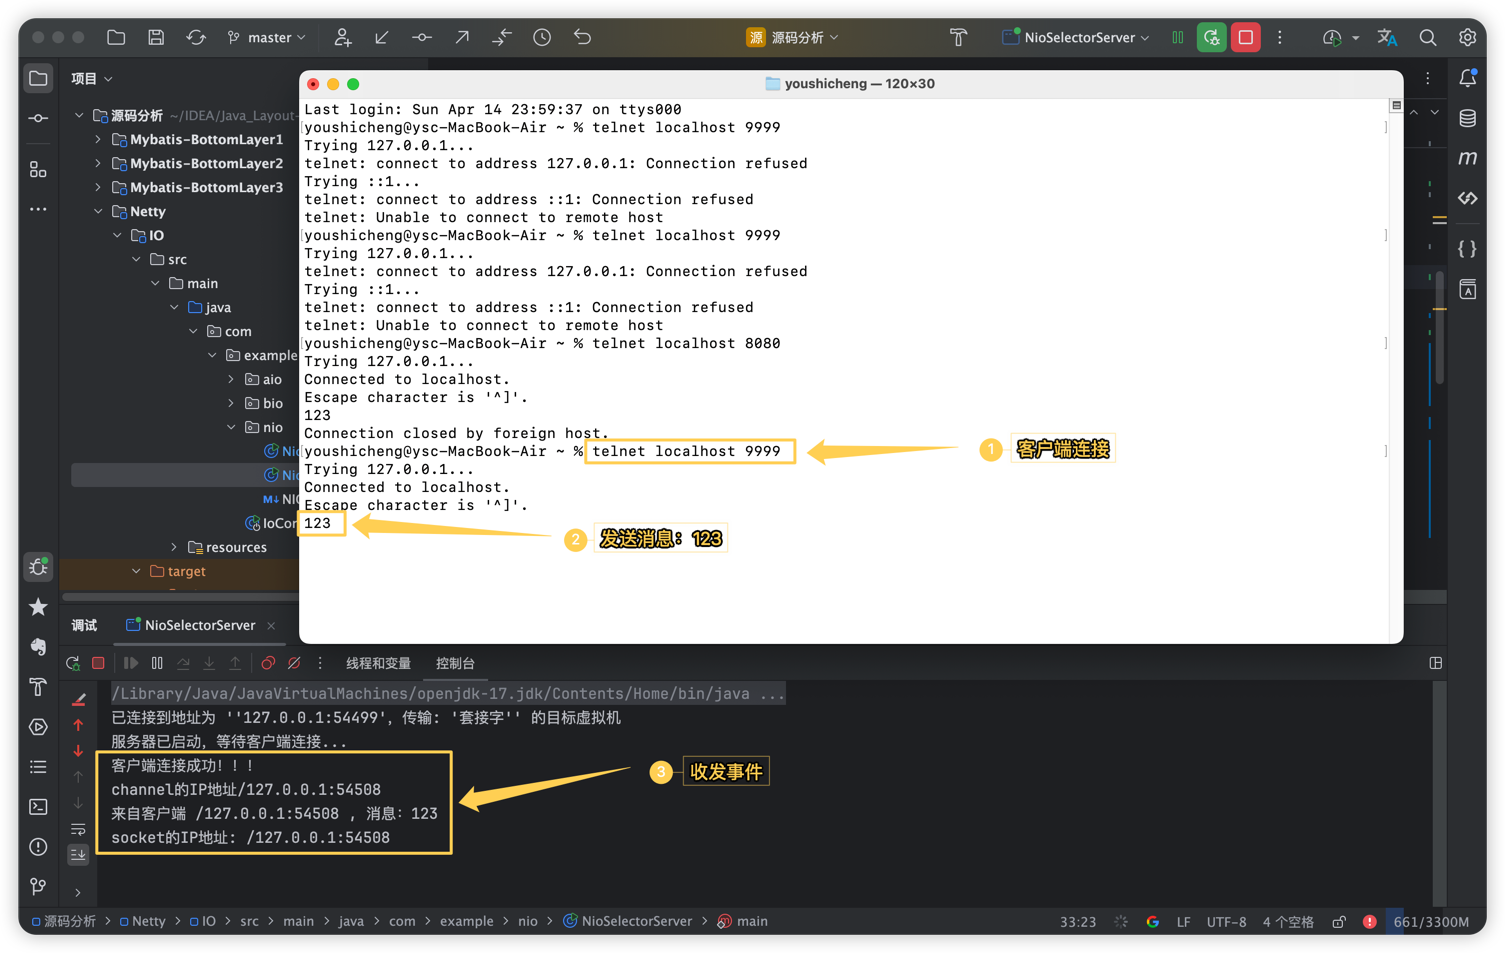 master
源 源码分析
NioSelectorServer
项目
源码分析 ~/IDEA/Java_Layout-
Mybatis-BottomLayer1
Mybatis-BottomLayer2
Mybatis-BottomLayer3
Netty
IO
src
main
java
com
example
aio
bio
nio
Nic
M↓ NIC
IoCor
resources
target
youshicheng — 120×30
Last login: Sun Apr 14 23:59:37 on ttys000
youshicheng@ysc-MacBook-Air ~ % telnet localhost 9999
Trying 127.0.0.1...
telnet: connect to address 127.0.0.1: Connection refused
Trying ::1...
telnet: connect to address ::1: Connection refused
telnet: Unable to connect to remote host
youshicheng@ysc-MacBook-Air ~ % telnet localhost 9999
Trying 127.0.0.1...
telnet: connect to address 127.0.0.1: Connection refused
Trying ::1...
telnet: connect to address ::1: Connection refused
telnet: Unable to connect to remote host
youshicheng@ysc-MacBook-Air ~ % telnet localhost 8080
Trying 127.0.0.1...
Connected to localhost.
Escape character is '^]'.
123
Connection closed by foreign host.
youshicheng@ysc-MacBook-Air ~ % telnet localhost 9999
1 客户端连接
Trying 127.0.0.1...
Connected to localhost.
Escape character is '^]'.
123
2 发送消息：123
调试 NioSelectorServer
线程和变量 控制台
/Library/Java/JavaVirtualMachines/openjdk-17.jdk/Contents/Home/bin/java ...
已连接到地址为 ''127.0.0.1:54499'，传输: '套接字'' 的目标虚拟机
服务器已启动，等待客户端连接...
客户端连接成功！！！
channel的IP地址/127.0.0.1:54508
来自客户端 /127.0.0.1:54508 , 消息：123
socket的IP地址: /127.0.0.1:54508
3 收发事件
源码分析 > Netty > IO > src > main > java > com > example > nio > NioSelectorServer > main
33:23 LF UTF-8 4 个空格 661/3300M